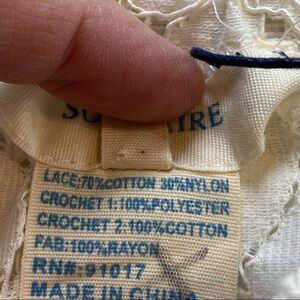 LACE:70%COTTON 30%NYLON
CROCHET 1:100%POLYESTER
CROCHET 2:100%COTTON
FAB:100%RAYON
RN#:91017
MADE IN CHINA